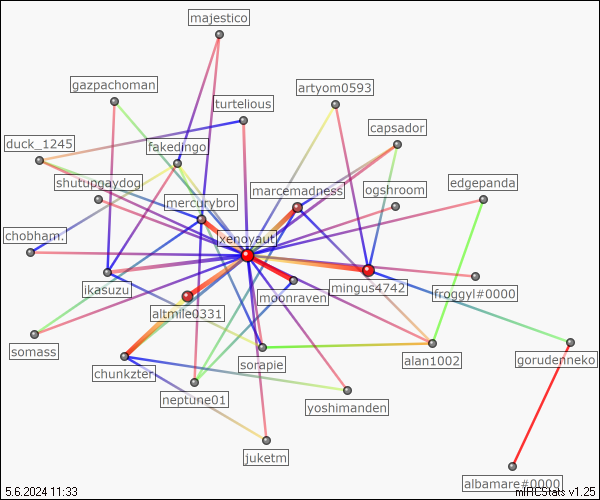 majestico
gazpachoman
artyom0593
turtelious
capsador
duck_1245
fakedingo
shutupgaydog
marcemadness
ogshroom
edgepanda
mercurybro
chobham.
xenoyaut
ikasuzu
moonraven
mingus4742
froggyl#0000
altmile0331
somass
chunkzter
sorapie
alan1002
gorudenneko
neptune01
yoshimanden
juketm
albamare#0000
5.6.2024 11:33
mIRCStats v1.25